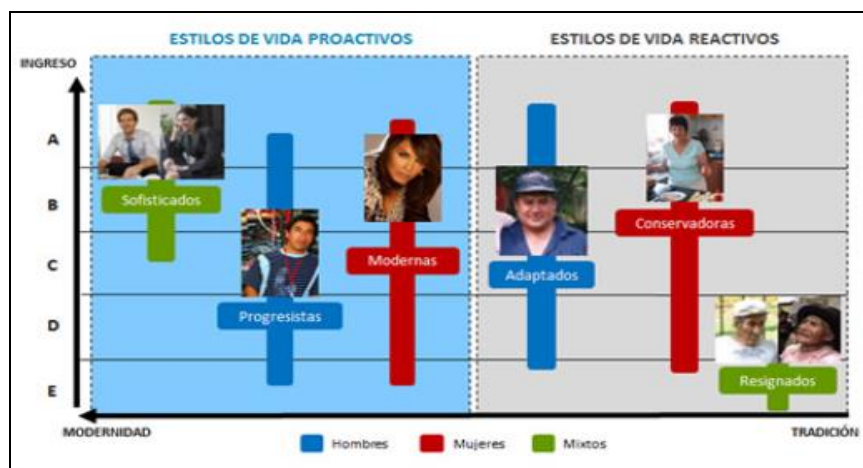 ESTILOS DE VIDA PROACTIVOS
ESTILOS DE VIDA REACTIVOS
INGRESO
A
B
C
D
E
Sofisticados
Progresistas
Modernas
Adaptados
Conservadoras
Resignados
MODERNIDAD
TRADICIÓN
Hombres
Mujeres
Mixtos